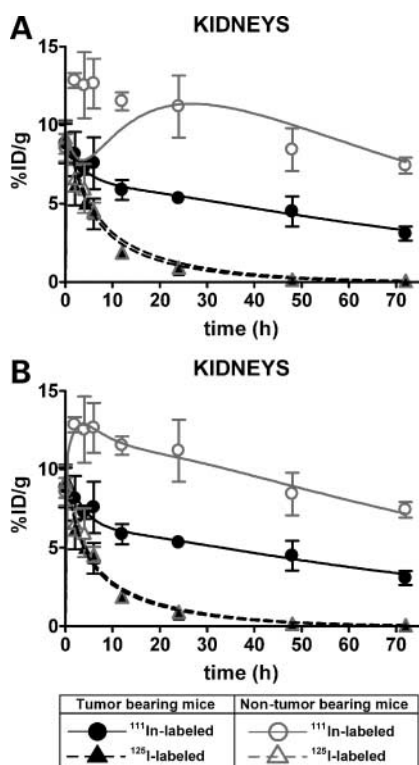 A
KIDNEYS
15
10
5
0
%ID/g
0 10 20 30 40 50 60 70
time (h)
B
KIDNEYS
15
10
5
0
%ID/g
0 10 20 30 40 50 60 70
time (h)
Tumor bearing mice Non-tumor bearing mice
¹¹¹In-labeled ¹¹¹In-labeled
¹²⁵I-labeled ¹²⁵I-labeled